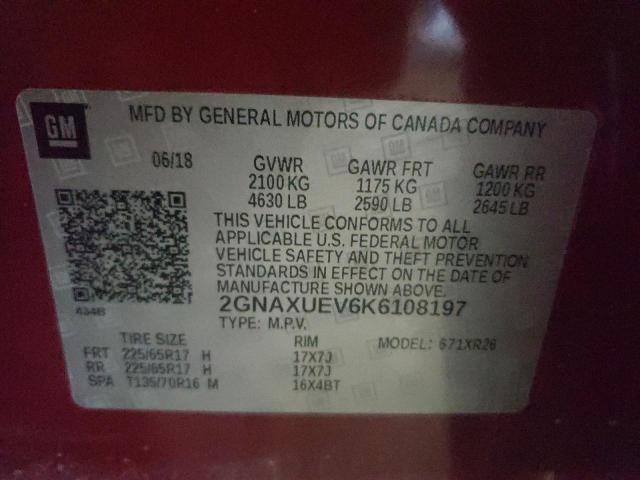 GM
MFD BY GENERAL MOTORS OF CANADA COMPANY
06/18 GVWR GAWR FRT GAWR RR
2100 KG 1175 KG 1200 KG
4630 LB 2590 LB 2645 LB
THIS VEHICLE CONFORMS TO ALL
APPLICABLE U.S. FEDERAL MOTOR
VEHICLE SAFETY AND THEFT PREVENTION
STANDARDS IN EFFECT ON THE DATE OF
MANUFACTURE SHOWN ABOVE.
434B
2GNAXUEV6K6108197
TYPE: M.P.V.
TIRE SIZE RIM MODEL: 671XR26
FRT 225/65R17 H 17X7J
RR 225/65R17 H 17X7J
SPA T135/70R16 M 16X4BT